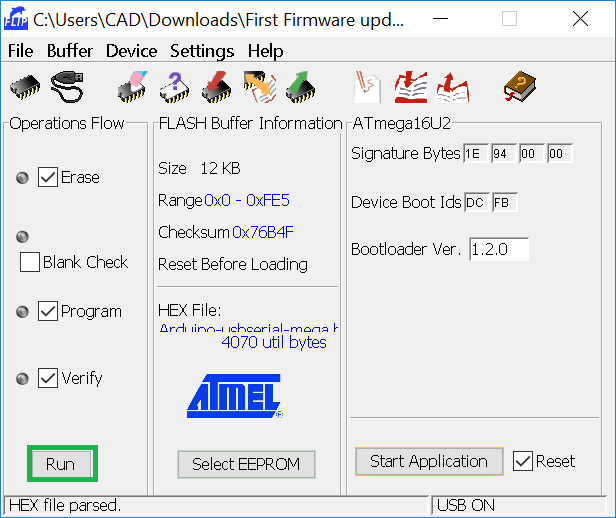 FLIP C:\Users\CAD\Downloads\First Firmware upd...
File Buffer Device Settings Help
Operations Flow
Erase
Blank Check
Program
Verify
Run
FLASH Buffer Information
Size 12 KB
Range 0x0 - 0xFE5
Checksum 0x76B4F
Reset Before Loading
HEX File:
Arduino-usbserial-mega.h
4070 util bytes
ATMEL
Select EEPROM
ATmega16U2
Signature Bytes 1E 94 00 00
Device Boot Ids DC FB
Bootloader Ver. 1.2.0
Start Application Reset
HEX file parsed. USB ON